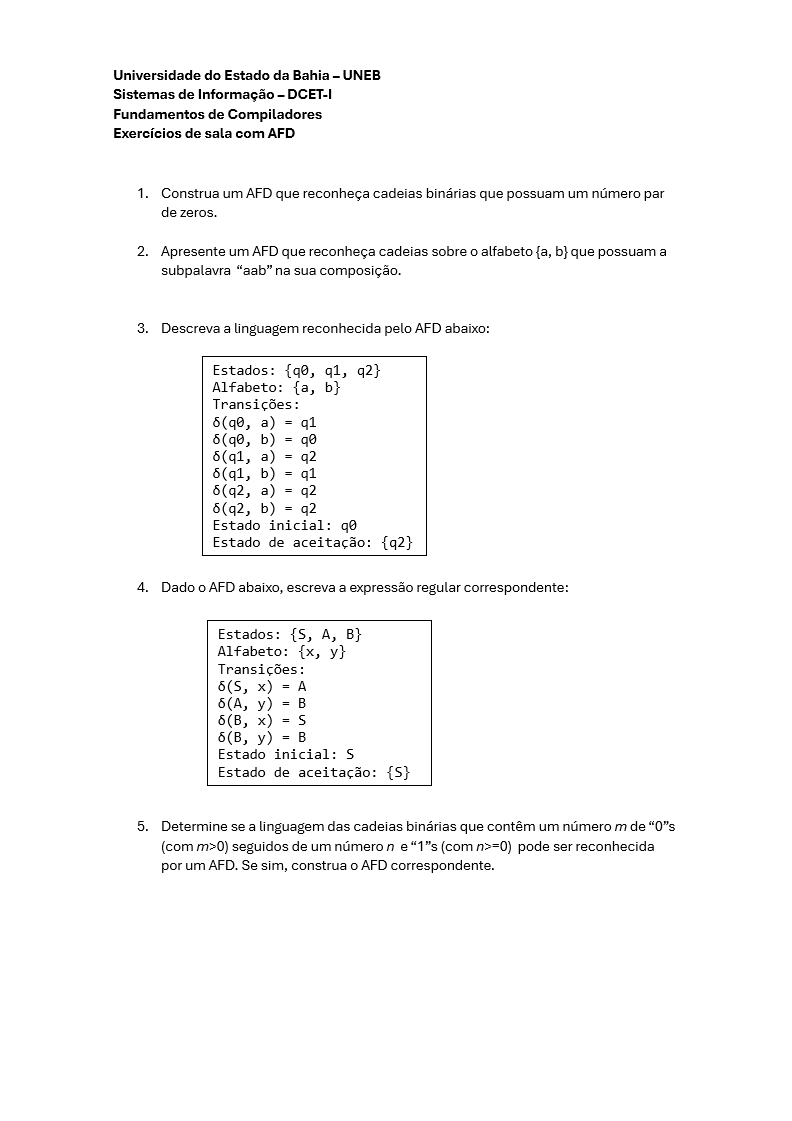 Universidade do Estado da Bahia – UNEB
Sistemas de Informação – DCET-I
Fundamentos de Compiladores
Exercícios de sala com AFD
1. Construa um AFD que reconheça cadeias binárias que possuam um número par
de zeros.
2. Apresente um AFD que reconheça cadeias sobre o alfabeto {a, b} que possuam a
subpalavra “aab” na sua composição.
3. Descreva a linguagem reconhecida pelo AFD abaixo:
Estados: {q0, q1, q2}
Alfabeto: {a, b}
Transições:
δ(q0, a) = q1
δ(q0, b) = q0
δ(q1, a) = q2
δ(q1, b) = q1
δ(q2, a) = q2
δ(q2, b) = q2
Estado inicial: q0
Estado de aceitação: {q2}
4. Dado o AFD abaixo, escreva a expressão regular correspondente:
Estados: {S, A, B}
Alfabeto: {x, y}
Transições:
δ(S, x) = A
δ(A, y) = B
δ(B, x) = S
δ(B, y) = B
Estado inicial: S
Estado de aceitação: {S}
5. Determine se a linguagem das cadeias binárias que contêm um número m de “0”s
(com m>0) seguidos de um número n e “1”s (com n>=0) pode ser reconhecida
por um AFD. Se sim, construa o AFD correspondente.